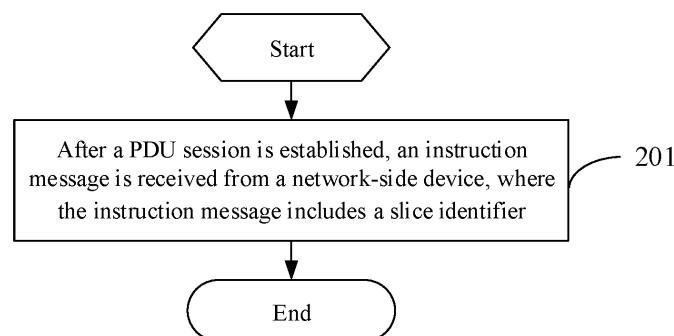 Start
After a PDU session is established, an instruction
message is received from a network-side device, where
the instruction message includes a slice identifier
201
End